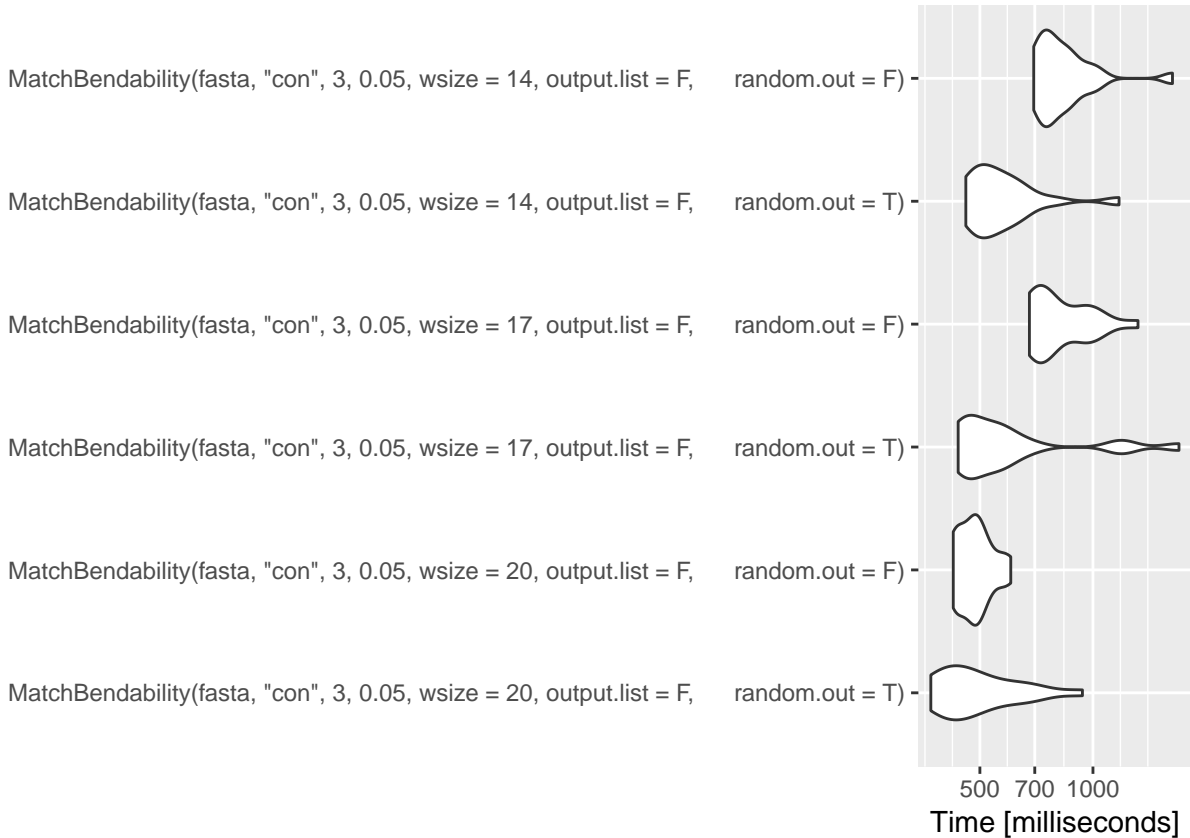 MatchBendability(fasta, "con", 3, 0.05, wsize = 14, output.list = F,      random.out = F)
MatchBendability(fasta, "con", 3, 0.05, wsize = 14, output.list = F,      random.out = T)
MatchBendability(fasta, "con", 3, 0.05, wsize = 17, output.list = F,      random.out = F)
MatchBendability(fasta, "con", 3, 0.05, wsize = 17, output.list = F,      random.out = T)
MatchBendability(fasta, "con", 3, 0.05, wsize = 20, output.list = F,      random.out = F)
MatchBendability(fasta, "con", 3, 0.05, wsize = 20, output.list = F,      random.out = T)
500 700 1000
Time [milliseconds]